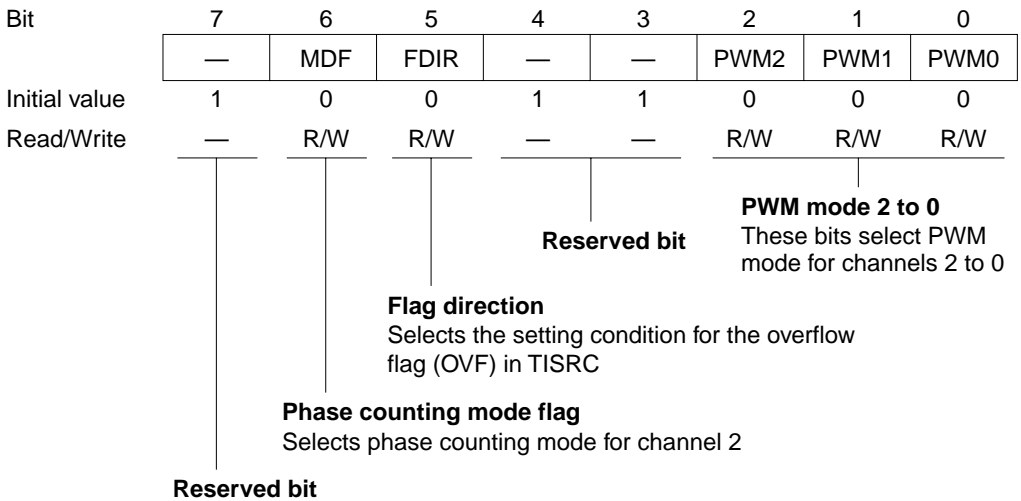 Bit 7 6 5 4 3 2 1 0
— MDF FDIR — — PWM2 PWM1 PWM0
Initial value 1 0 0 1 1 0 0 0
Read/Write — R/W R/W — — R/W R/W R/W
PWM mode 2 to 0
These bits select PWM
mode for channels 2 to 0
Reserved bit
Flag direction
Selects the setting condition for the overflow
flag (OVF) in TISRC
Phase counting mode flag
Selects phase counting mode for channel 2
Reserved bit